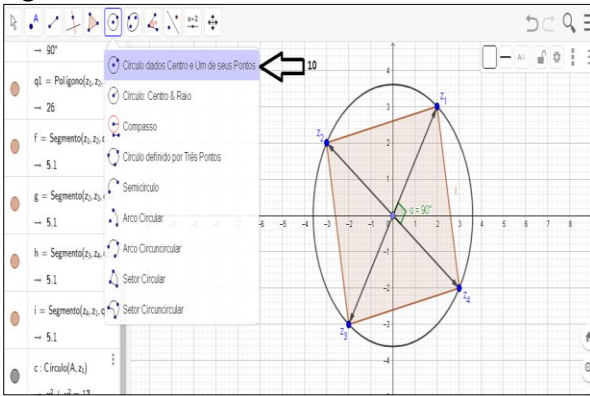 a=2
→ 90°
q1 = Polígono(z₁, z₂,
→ 26
f = Segmento(z₁, z₂, q
→ 5.1
g = Segmento(z₂, z₃,
→ 5.1
h = Segmento(z₃, z₄,
→ 5.1
i = Segmento(z₄, z₁, q
→ 5.1
c : Círculo(A, z₁)
Círculo dados Centro e Um de seus Pontos
10
Círculo: Centro & Raio
Compasso
Círculo definido por Três Pontos
Semicírculo
Arco Circular
Arco Circuncircular
Setor Circular
Setor Circuncircular
AA
4
z₁
3
z₂
2
1
i
α = 90°
-5 -4 -3 -2 -1 0 1 2 3 4 5 6 7 8
-1
-2
z₄
-3
z₃
-4